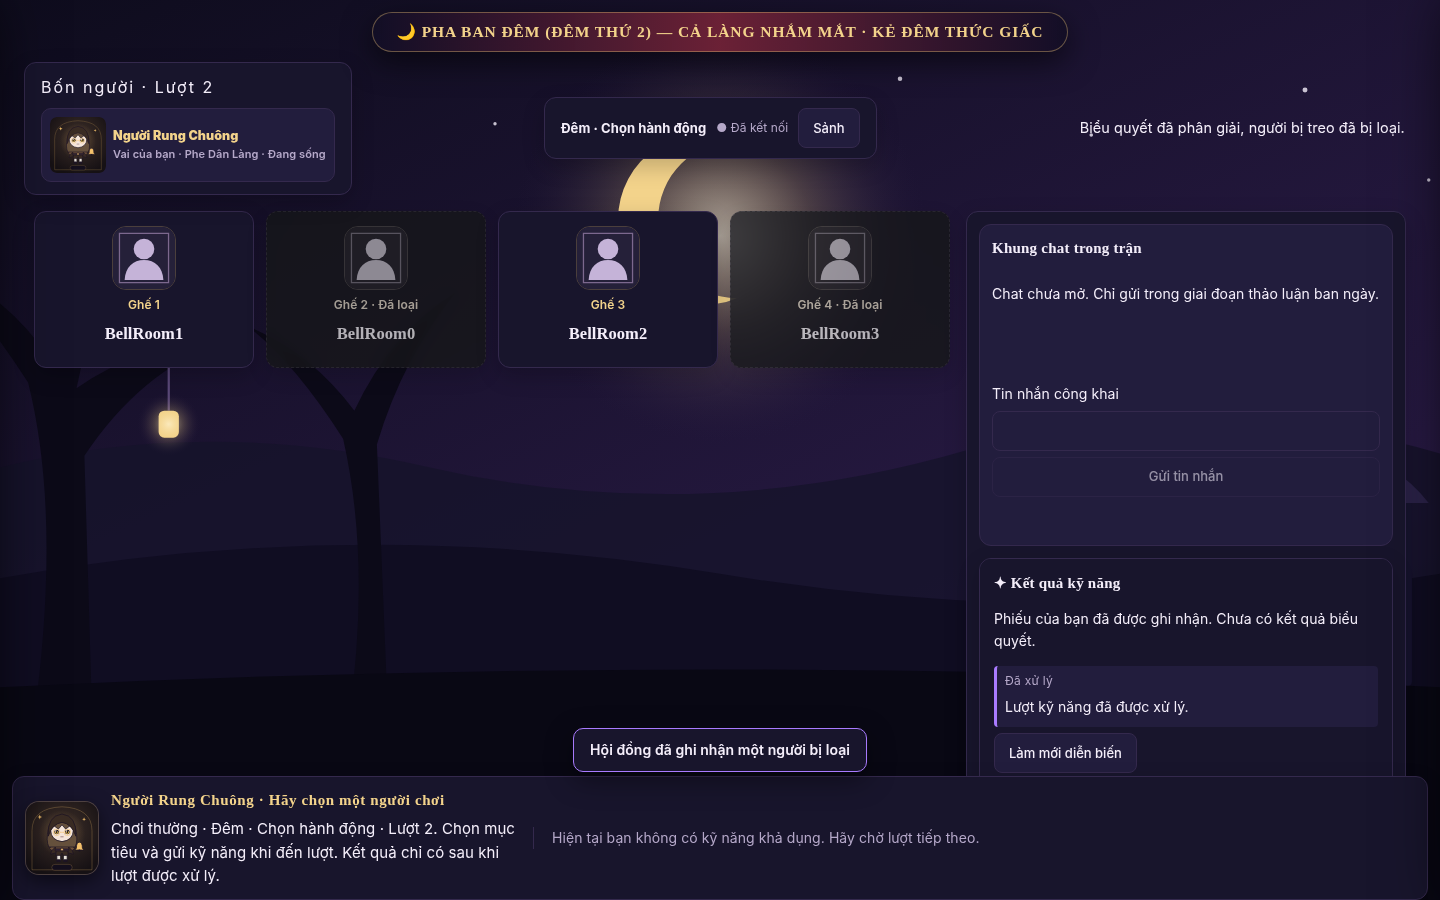 🌙 PHA BAN ĐÊM (ĐÊM THỨ 2) — CẢ LÀNG NHẮM MẮT · KẺ ĐÊM THỨC GIẤC
Bốn người · Lượt 2
Người Rung Chuông
Vai của bạn · Phe Dân Làng · Đang sống
Đêm · Chọn hành động
Đã kết nối
Sảnh
Biểu quyết đã phân giải, người bị treo đã bị loại.
Ghế 1
BellRoom1
Ghế 2 · Đã loại
BellRoom0
Ghế 3
BellRoom2
Ghế 4 · Đã loại
BellRoom3
Khung chat trong trận
Chat chưa mở. Chỉ gửi trong giai đoạn thảo luận ban ngày.
Tin nhắn công khai
Gửi tin nhắn
✦ Kết quả kỹ năng
Phiếu của bạn đã được ghi nhận. Chưa có kết quả biểu
quyết.
Đã xử lý
Lượt kỹ năng đã được xử lý.
Làm mới diễn biến
Hội đồng đã ghi nhận một người bị loại
Người Rung Chuông · Hãy chọn một người chơi
Chơi thường · Đêm · Chọn hành động · Lượt 2. Chọn mục
tiêu và gửi kỹ năng khi đến lượt. Kết quả chỉ có sau khi
lượt được xử lý.
Hiện tại bạn không có kỹ năng khả dụng. Hãy chờ lượt tiếp theo.